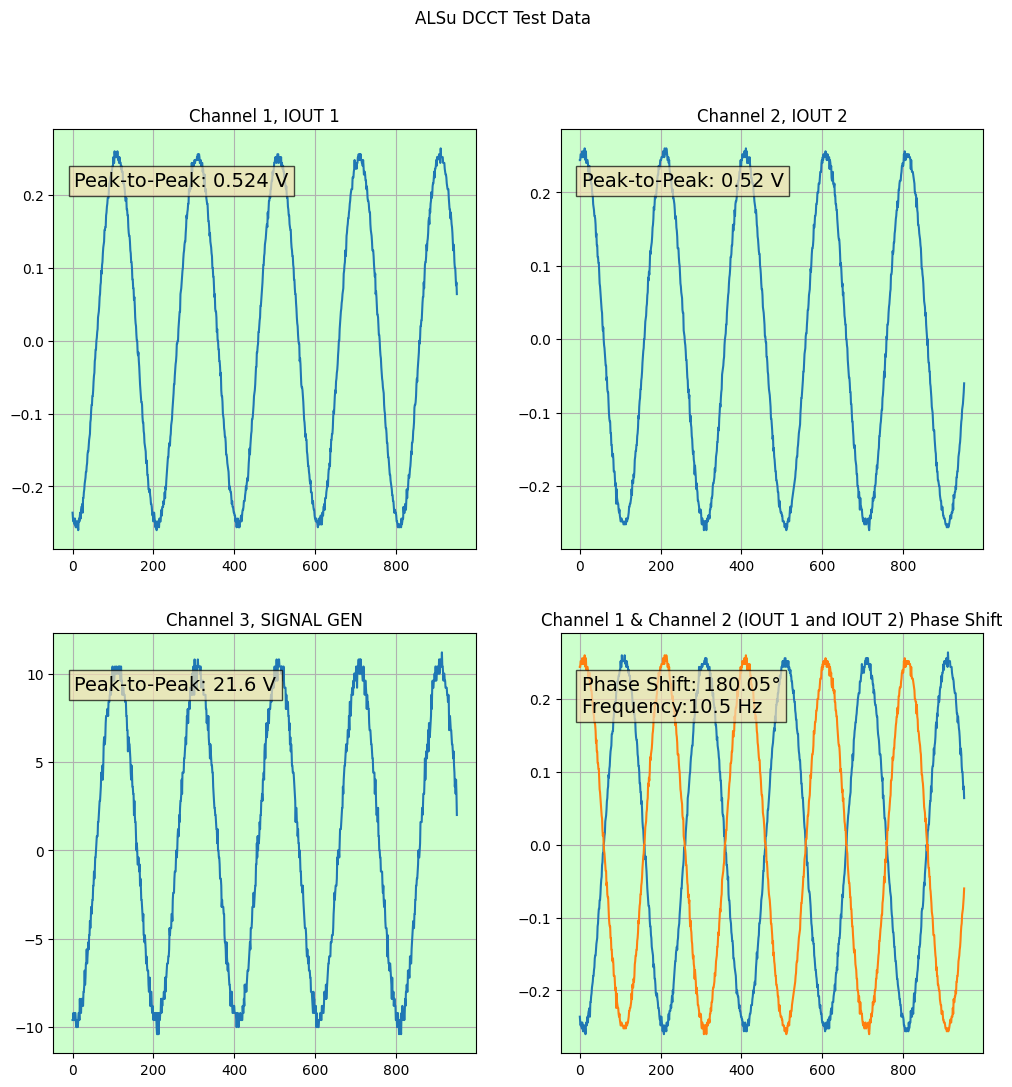 ALSu DCCT Test Data
Channel 1, IOUT 1
Peak-to-Peak: 0.524 V
0.2
0.1
0.0
−0.1
−0.2
0 200 400 600 800
Channel 2, IOUT 2
Peak-to-Peak: 0.52 V
0.2
0.1
0.0
−0.1
−0.2
0 200 400 600 800
Channel 3, SIGNAL GEN
Peak-to-Peak: 21.6 V
10
5
0
−5
−10
0 200 400 600 800
Channel 1 & Channel 2 (IOUT 1 and IOUT 2) Phase Shift
Phase Shift: 180.05°
Frequency:10.5 Hz
0.2
0.1
0.0
−0.1
−0.2
0 200 400 600 800